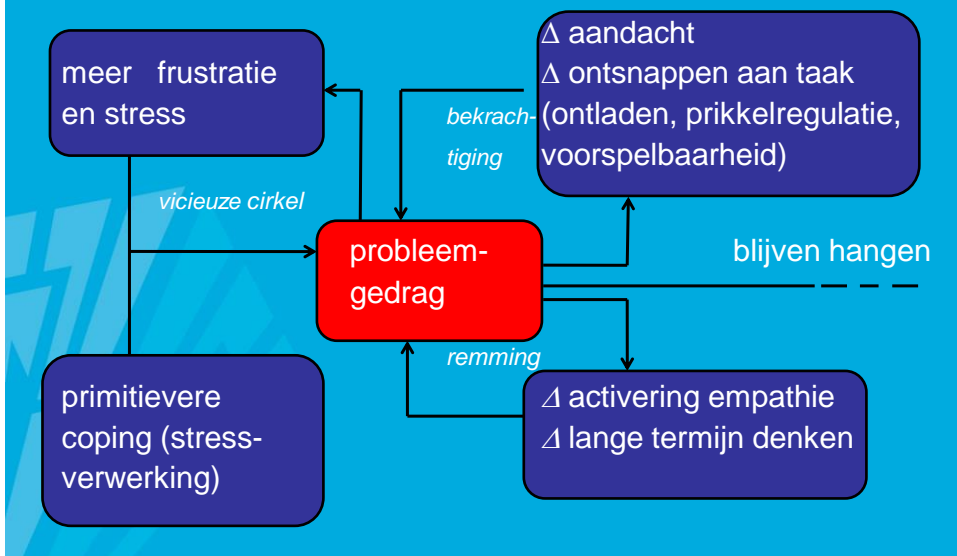 meer frustratie
en stress
∆ aandacht
∆ ontsnappen aan taak
(ontladen, prikkelregulatie,
voorspelbaarheid)
bekrach-
tiging
vicieuze cirkel
probleem-
gedrag
blijven hangen
remming
primitievere
coping (stress-
verwerking)
∆ activering empathie
∆ lange termijn denken